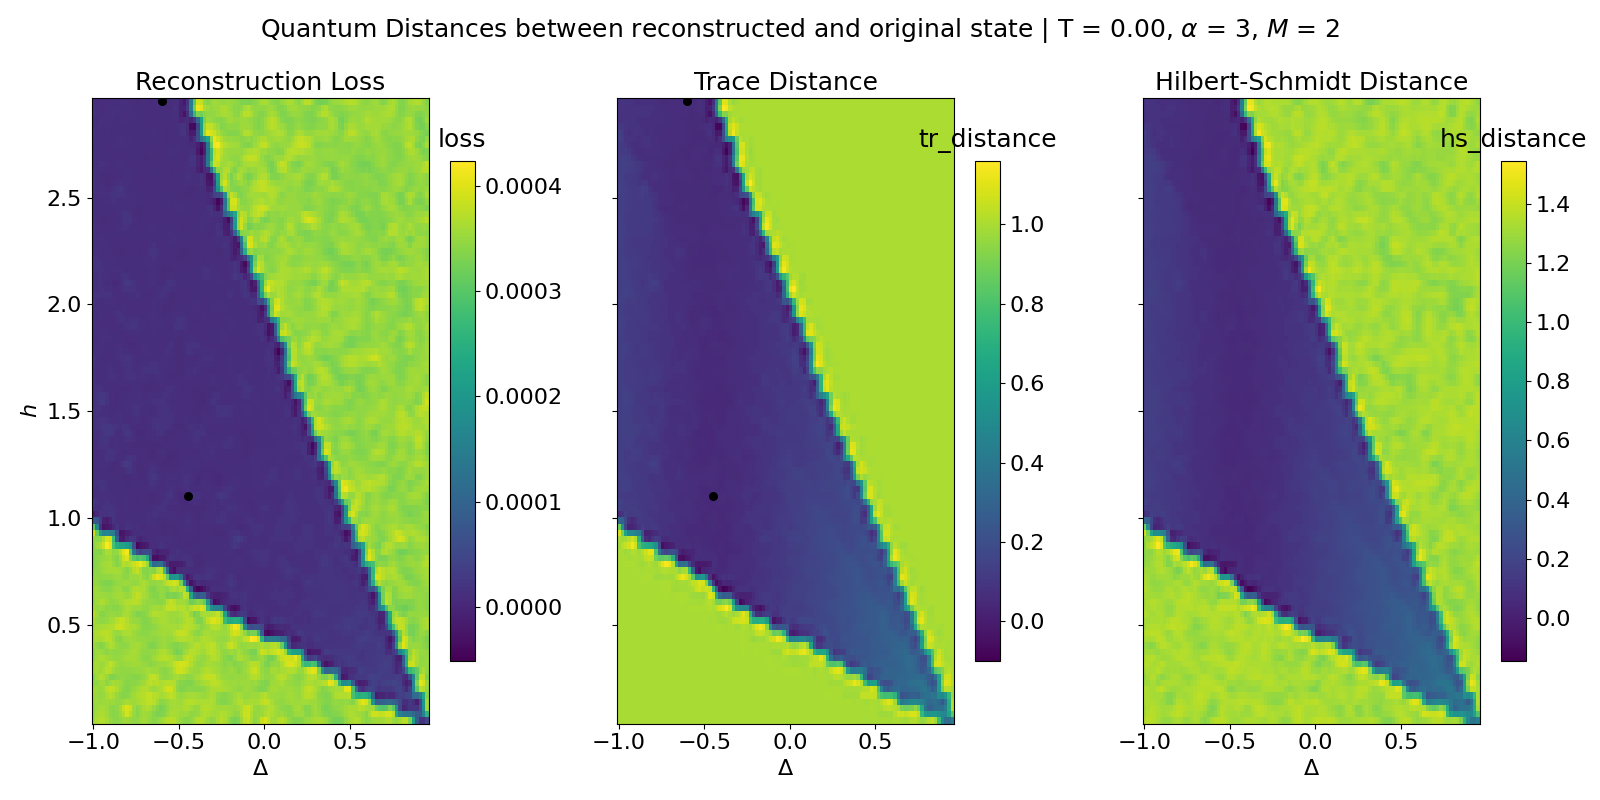 Quantum Distances between reconstructed and original state | T = 0.00, α = 3, M = 2
Reconstruction Loss
Trace Distance
Hilbert-Schmidt Distance
loss
tr_distance
hs_distance
h
2.5
2.0
1.5
1.0
0.5
−1.0 −0.5 0.0 0.5
Δ
0.0004
0.0003
0.0002
0.0001
0.0000
−1.0 −0.5 0.0 0.5
Δ
1.0
0.8
0.6
0.4
0.2
0.0
−1.0 −0.5 0.0 0.5
Δ
1.4
1.2
1.0
0.8
0.6
0.4
0.2
0.0